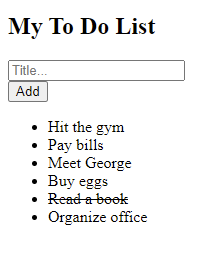 My To Do List
Title...
Add
Hit the gym
Pay bills
Meet George
Buy eggs
Read a book
Organize office